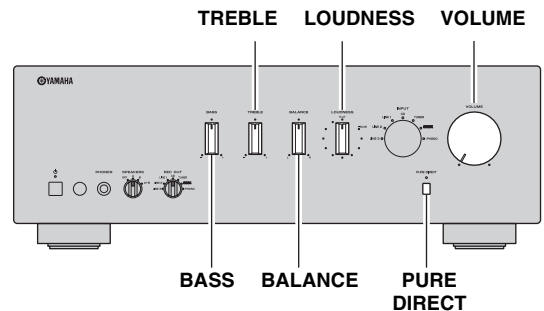 TREBLE LOUDNESS VOLUME
YAMAHA
BASS TREBLE BALANCE LOUDNESS INPUT VOLUME
PHONES SPEAKERS REC OUT
PURE DIRECT
BASS BALANCE PURE
DIRECT